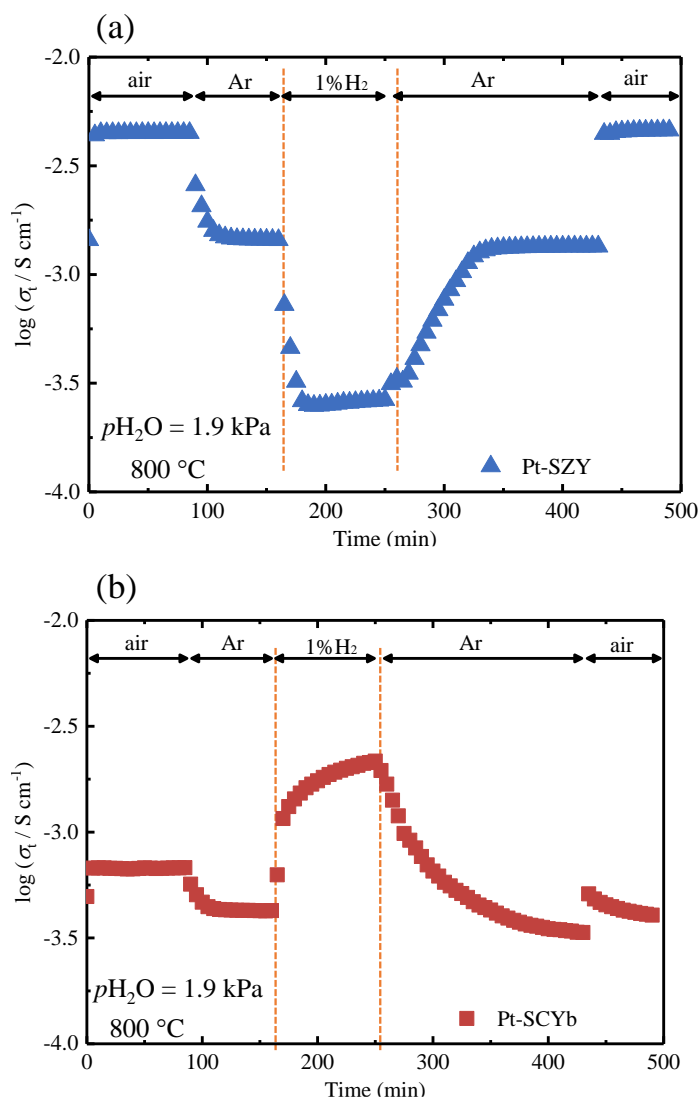 (a)
-2.0
air
Ar
1%H₂
Ar
air
-2.5
-3.0
log (σt / S cm⁻¹)
-3.5
pH₂O = 1.9 kPa
800 °C
Pt-SZY
-4.0
0 100 200 300 400 500
Time (min)
(b)
-2.0
air
Ar
1%H₂
Ar
air
-2.5
-3.0
log (σt / S cm⁻¹)
-3.5
pH₂O = 1.9 kPa
800 °C
Pt-SCYb
-4.0
0 100 200 300 400 500
Time (min)